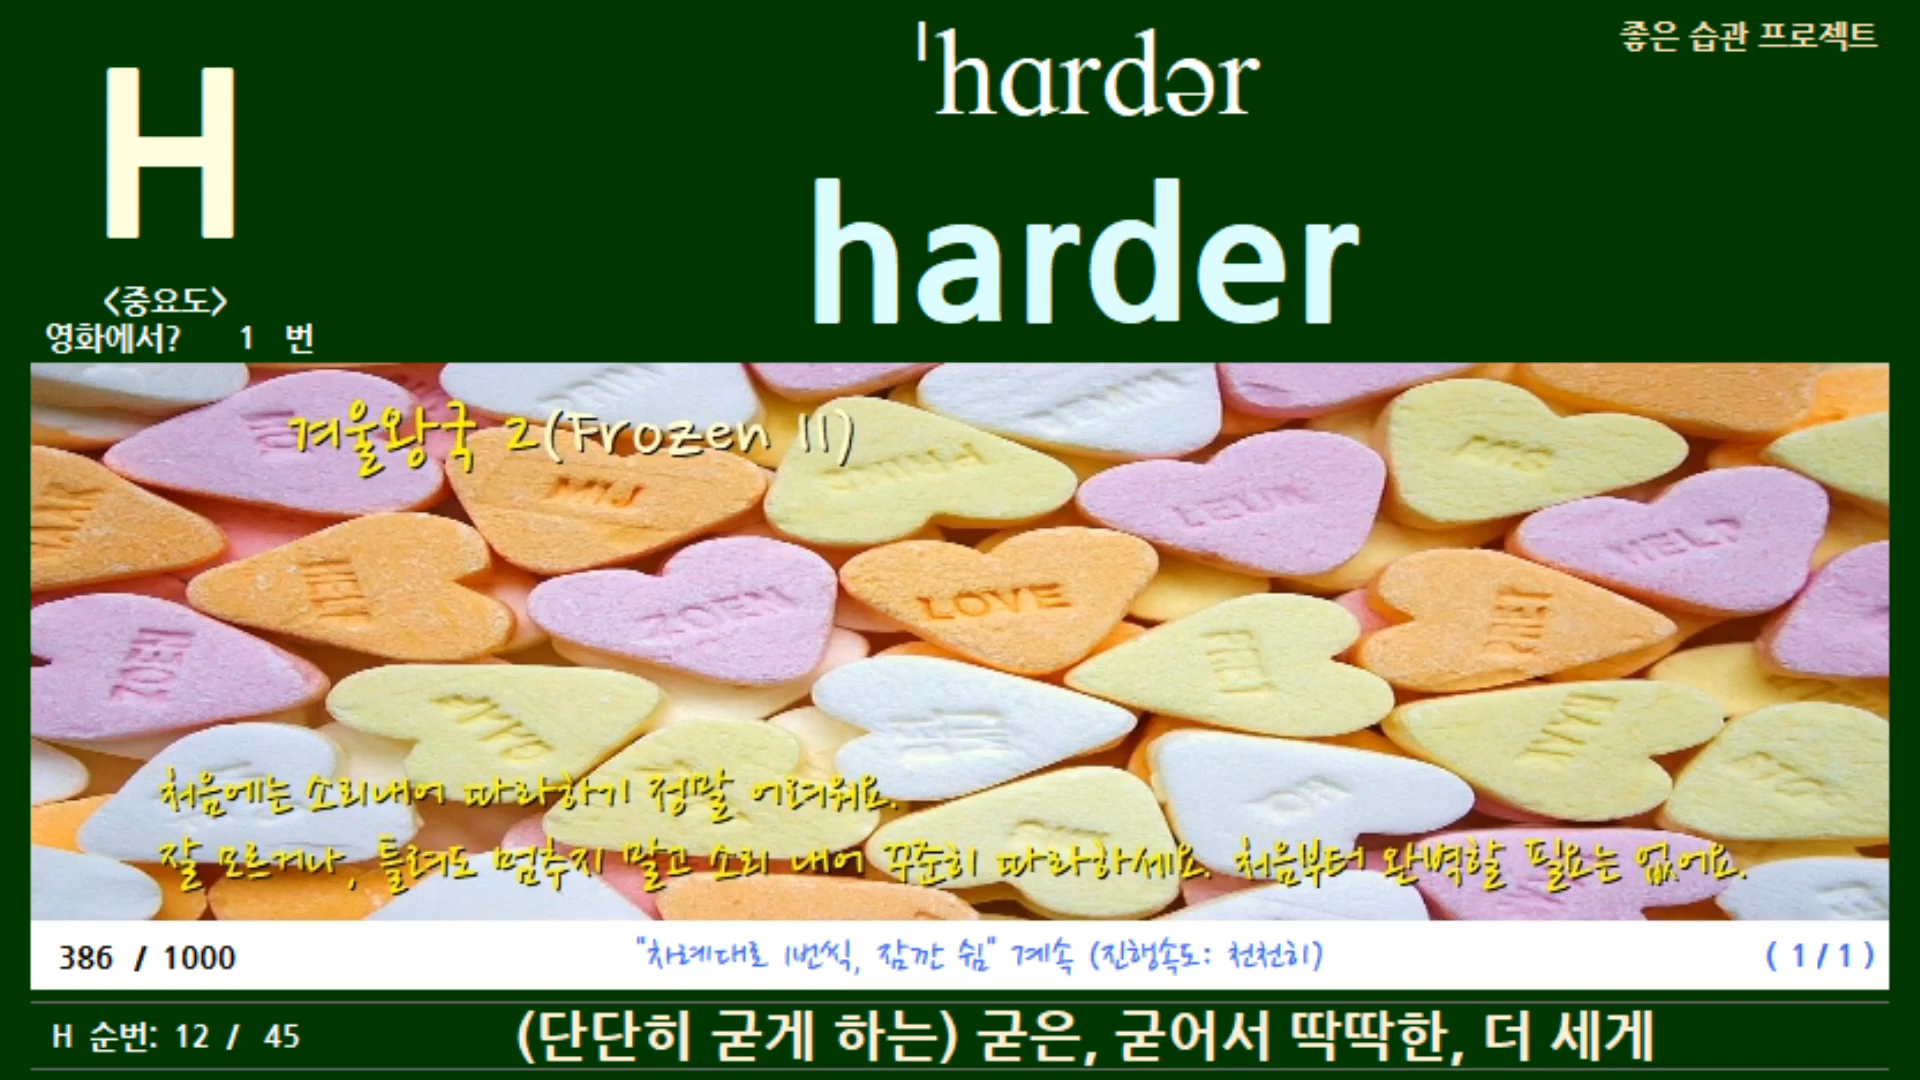 좋은 습관 프로젝트
H
ˈhɑrdər
harder
<중요도>
영화에서? 1 번
겨울왕국 2(Frozen II)
LEUK
HELP
LOVE
ZOEN
처음에는 소리내어 따라하기 정말 어려워요.
잘 모르거나, 틀려도 멈추지 말고 소리 내어 꾸준히 따라하세요. 처음부터 완벽할 필요는 없어요.
386 / 1000
"차례대로 1번씩, 잠깐 쉼" 계속 (진행속도: 천천히)
( 1 / 1 )
H 순번: 12 / 45
(단단히 굳게 하는) 굳은, 굳어서 딱딱한, 더 세게